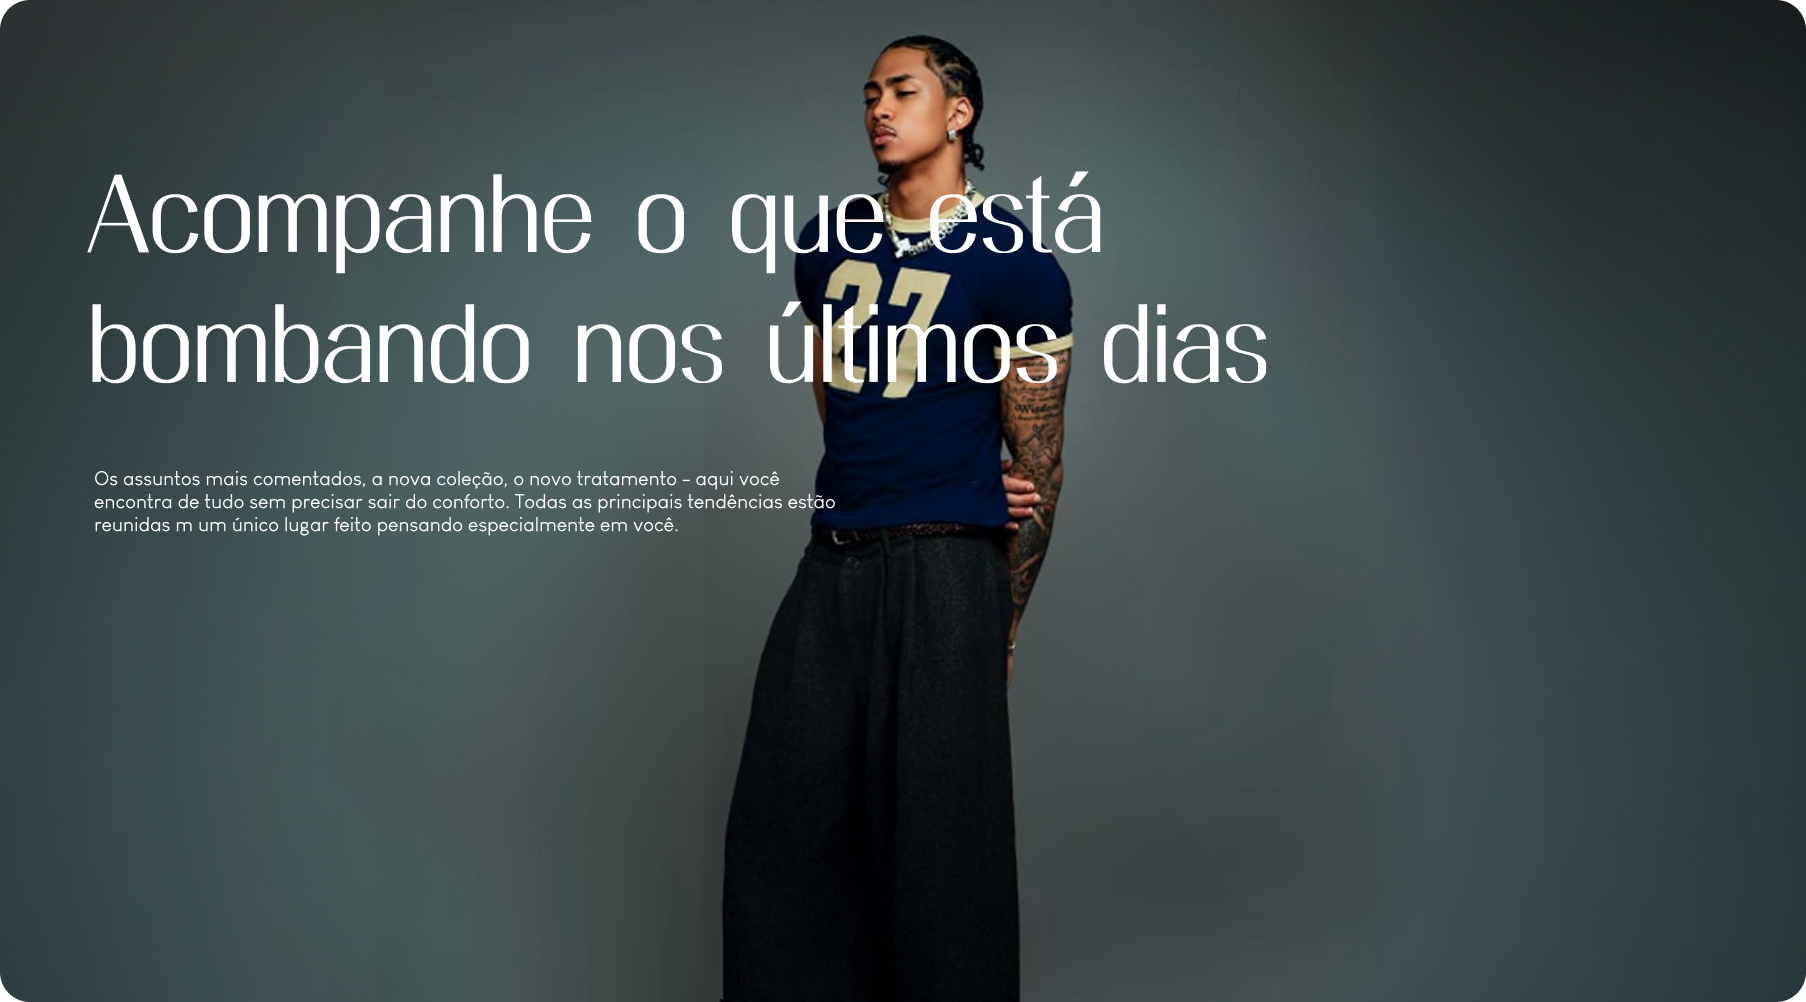 Acompanhe o que está
27
bombando nos últimos dias
Os assuntos mais comentados, a nova coleção, o novo tratamento - aqui você
encontra de tudo sem precisar sair do conforto. Todas as principais tendências estão
reunidas m um único lugar feito pensando especialmente em você.